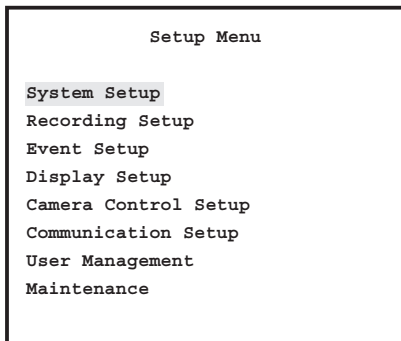 Setup Menu
System Setup
Recording Setup
Event Setup
Display Setup
Camera Control Setup
Communication Setup
User Management
Maintenance